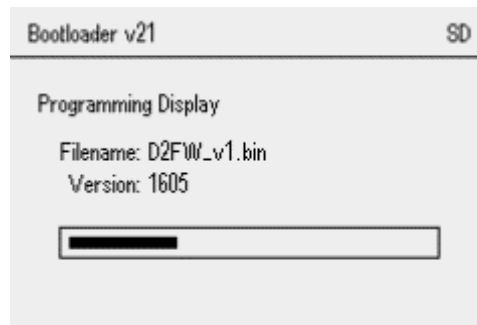 Bootloader v21 SD
Programming Display
Filename: D2FW_v1.bin
Version: 1605